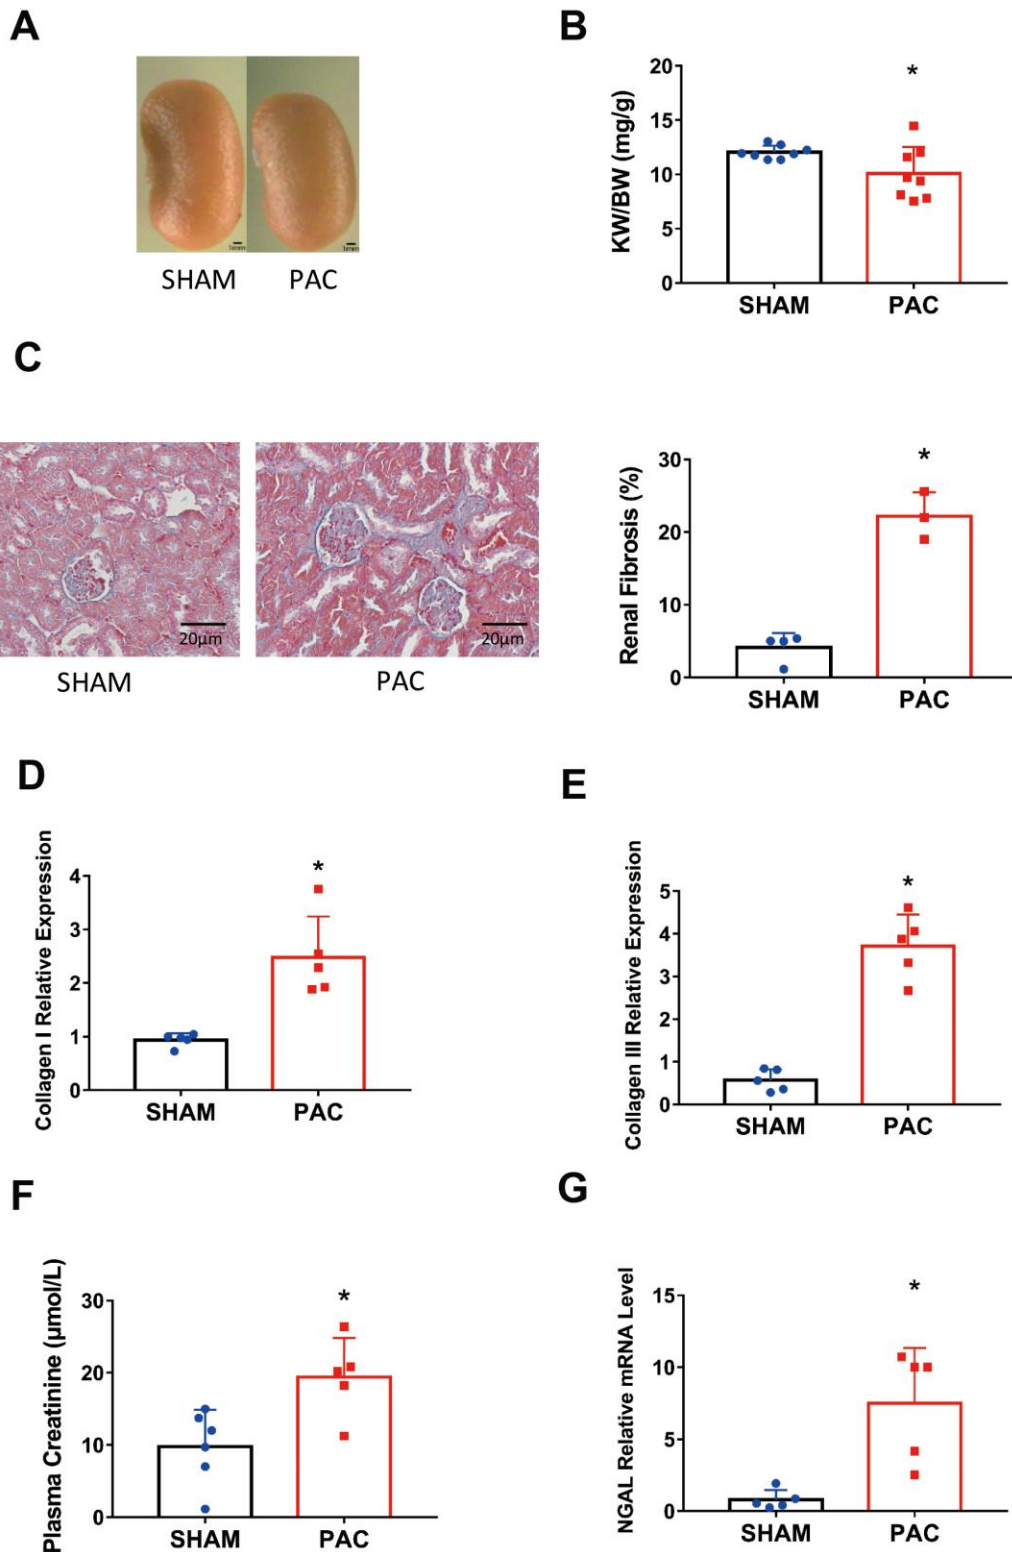 A
1mm
1mm
SHAM PAC
B
KW/BW (mg/g)
20
15
10
5
0
*
SHAM PAC
C
20μm
20μm
SHAM PAC
Renal Fibrosis (%)
30
20
10
0
*
SHAM PAC
D
Collagen I Relative Expression
4
3
2
1
0
*
SHAM PAC
E
Collagen III Relative Expression
5
4
3
2
1
0
*
SHAM PAC
F
Plasma Creatinine (μmol/L)
30
20
10
0
*
SHAM PAC
G
NGAL Relative mRNA Level
15
10
5
0
*
SHAM PAC